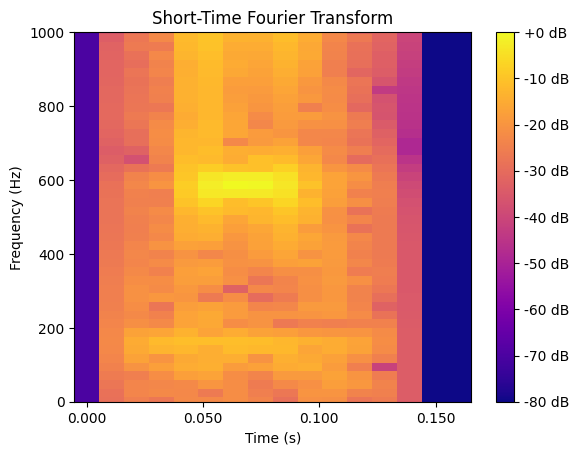 Short-Time Fourier Transform
1000
800
600
400
200
0
Frequency (Hz)
0.000
0.050
0.100
0.150
Time (s)
+0 dB
-10 dB
-20 dB
-30 dB
-40 dB
-50 dB
-60 dB
-70 dB
-80 dB